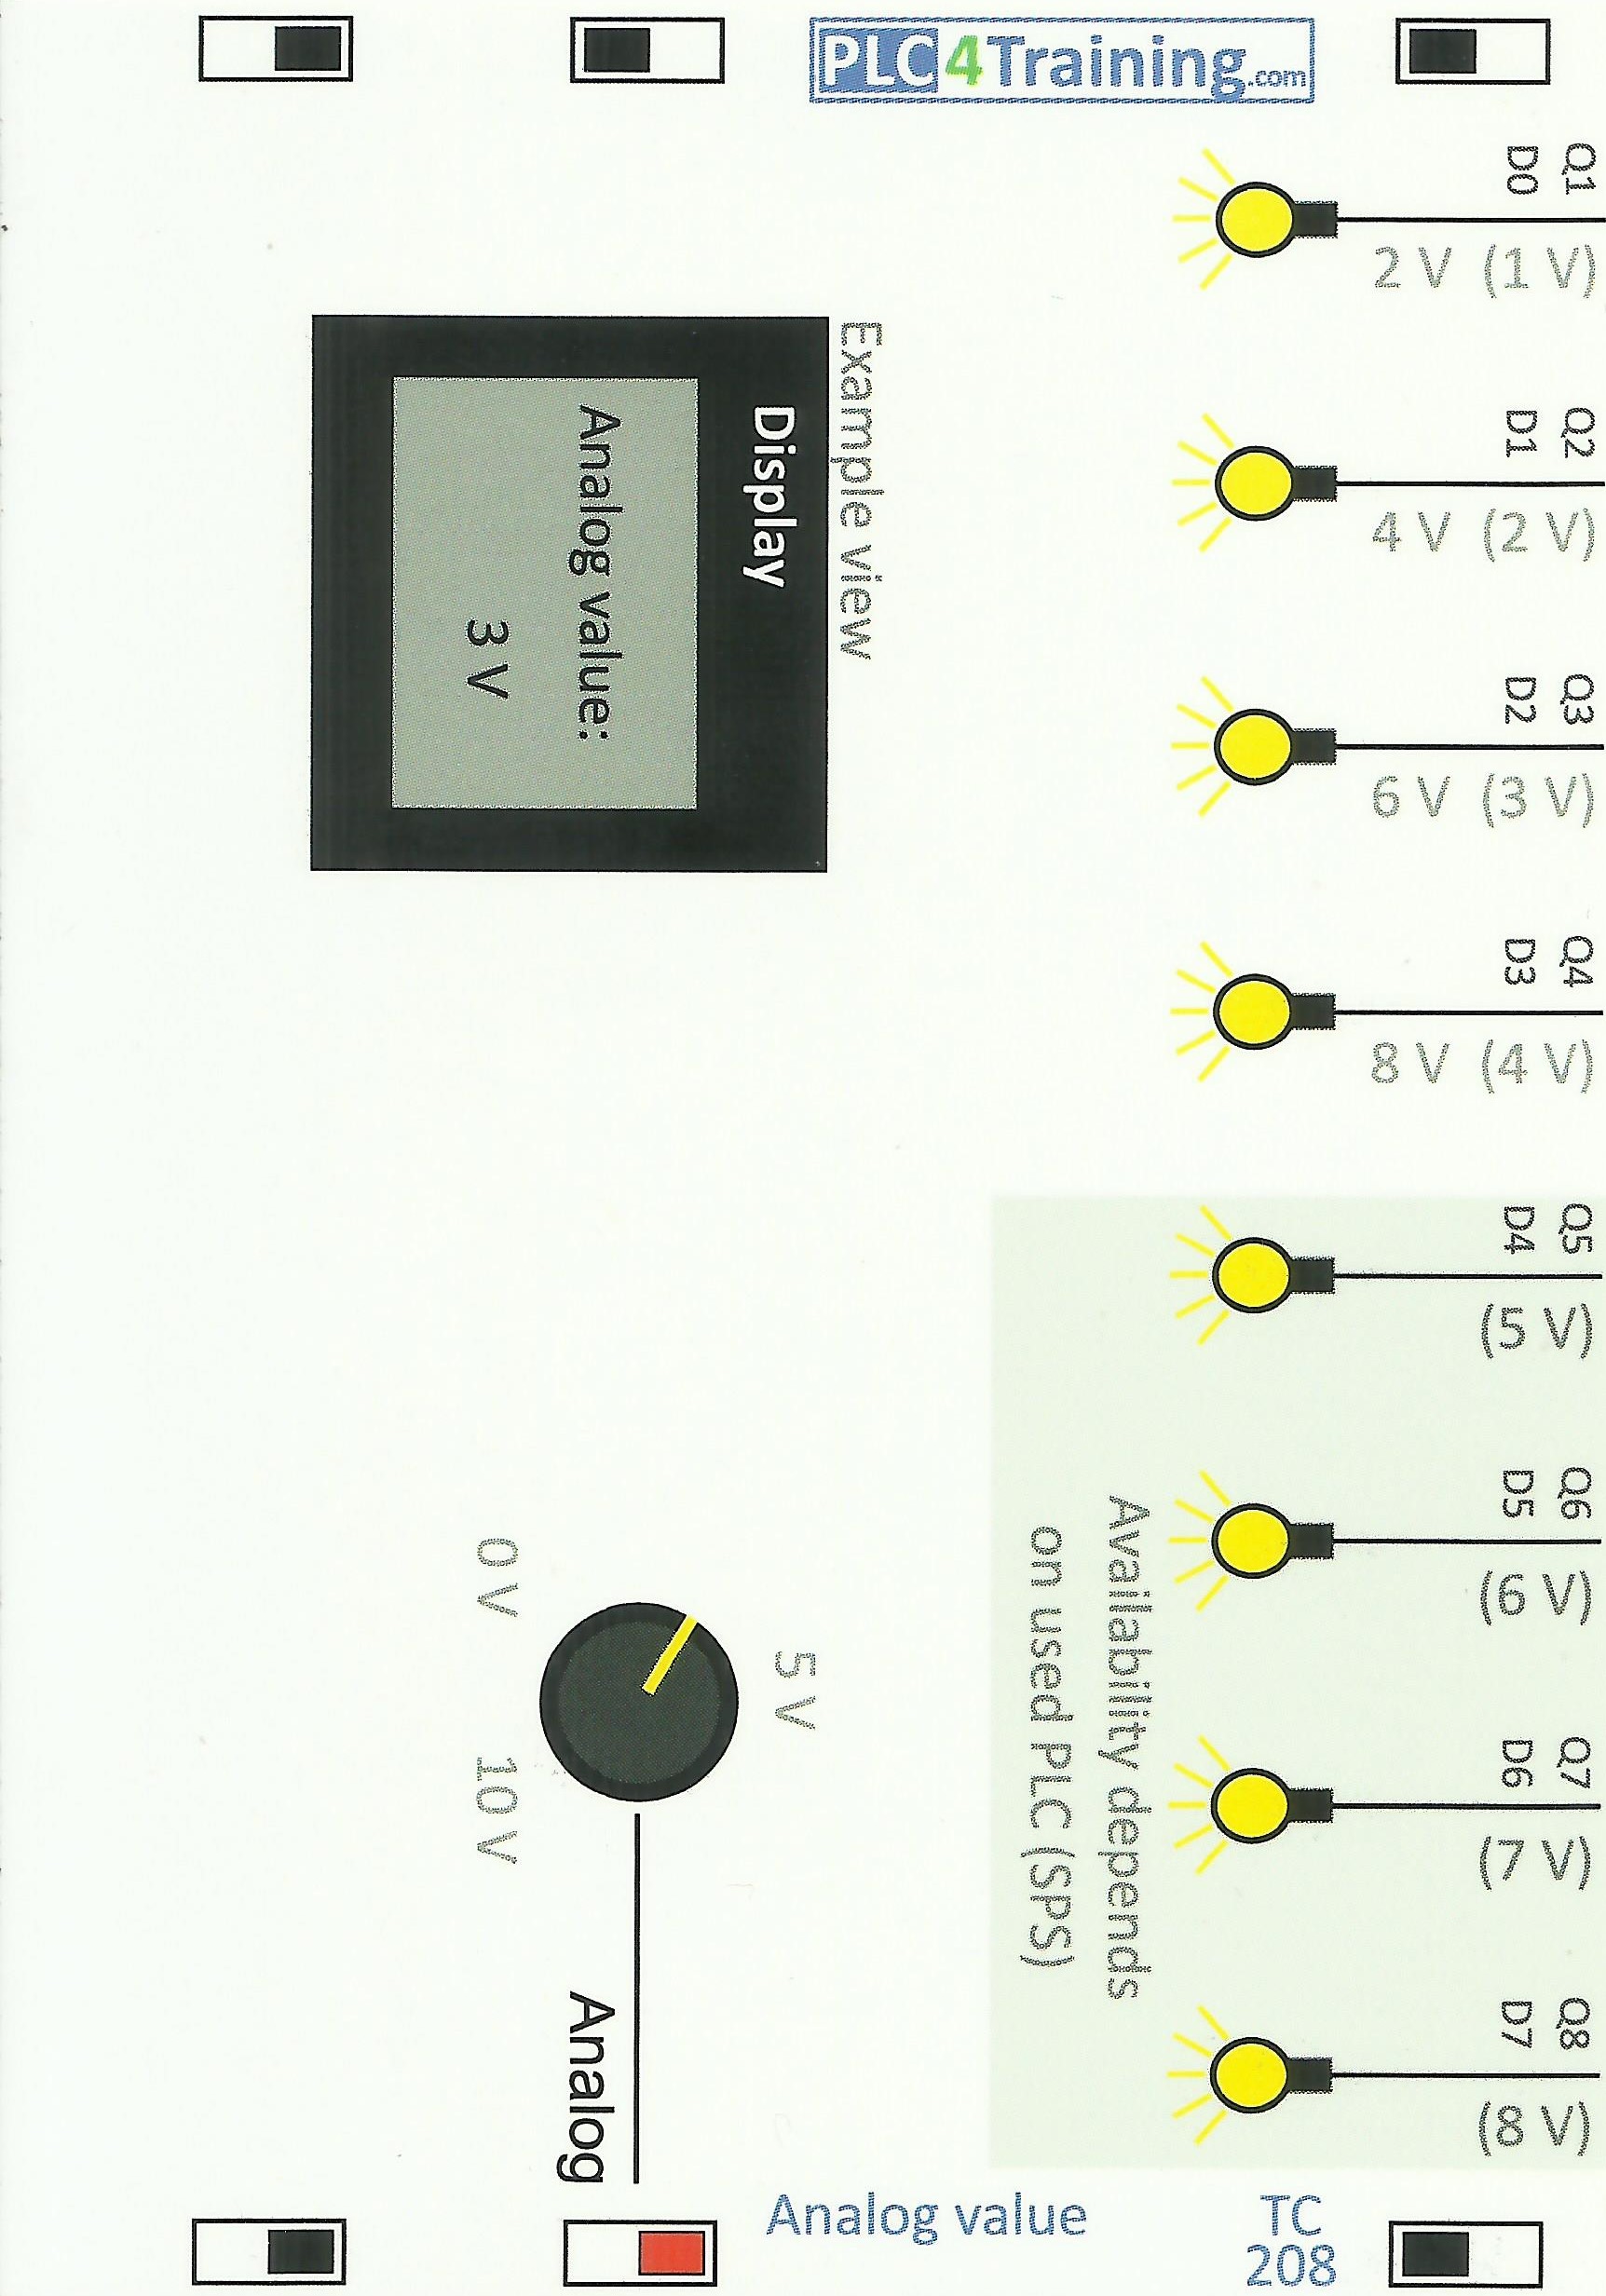 Q1
D0
2 V (1 V)
Q2
D1
4 V (2 V)
Q3
D2
6 V (3 V)
Q4
D3
8 V (4 V)
Q5
D4
(5 V)
Q6
D5
(6 V)
Q7
D6
(7 V)
Q8
D7
(8 V)
Availability depends
on used PLC (SPS)
PLC4Training.com
TC
208
Analog value
Example view
Display
Analog value:
3 V
5 V
0 V
10 V
Analog